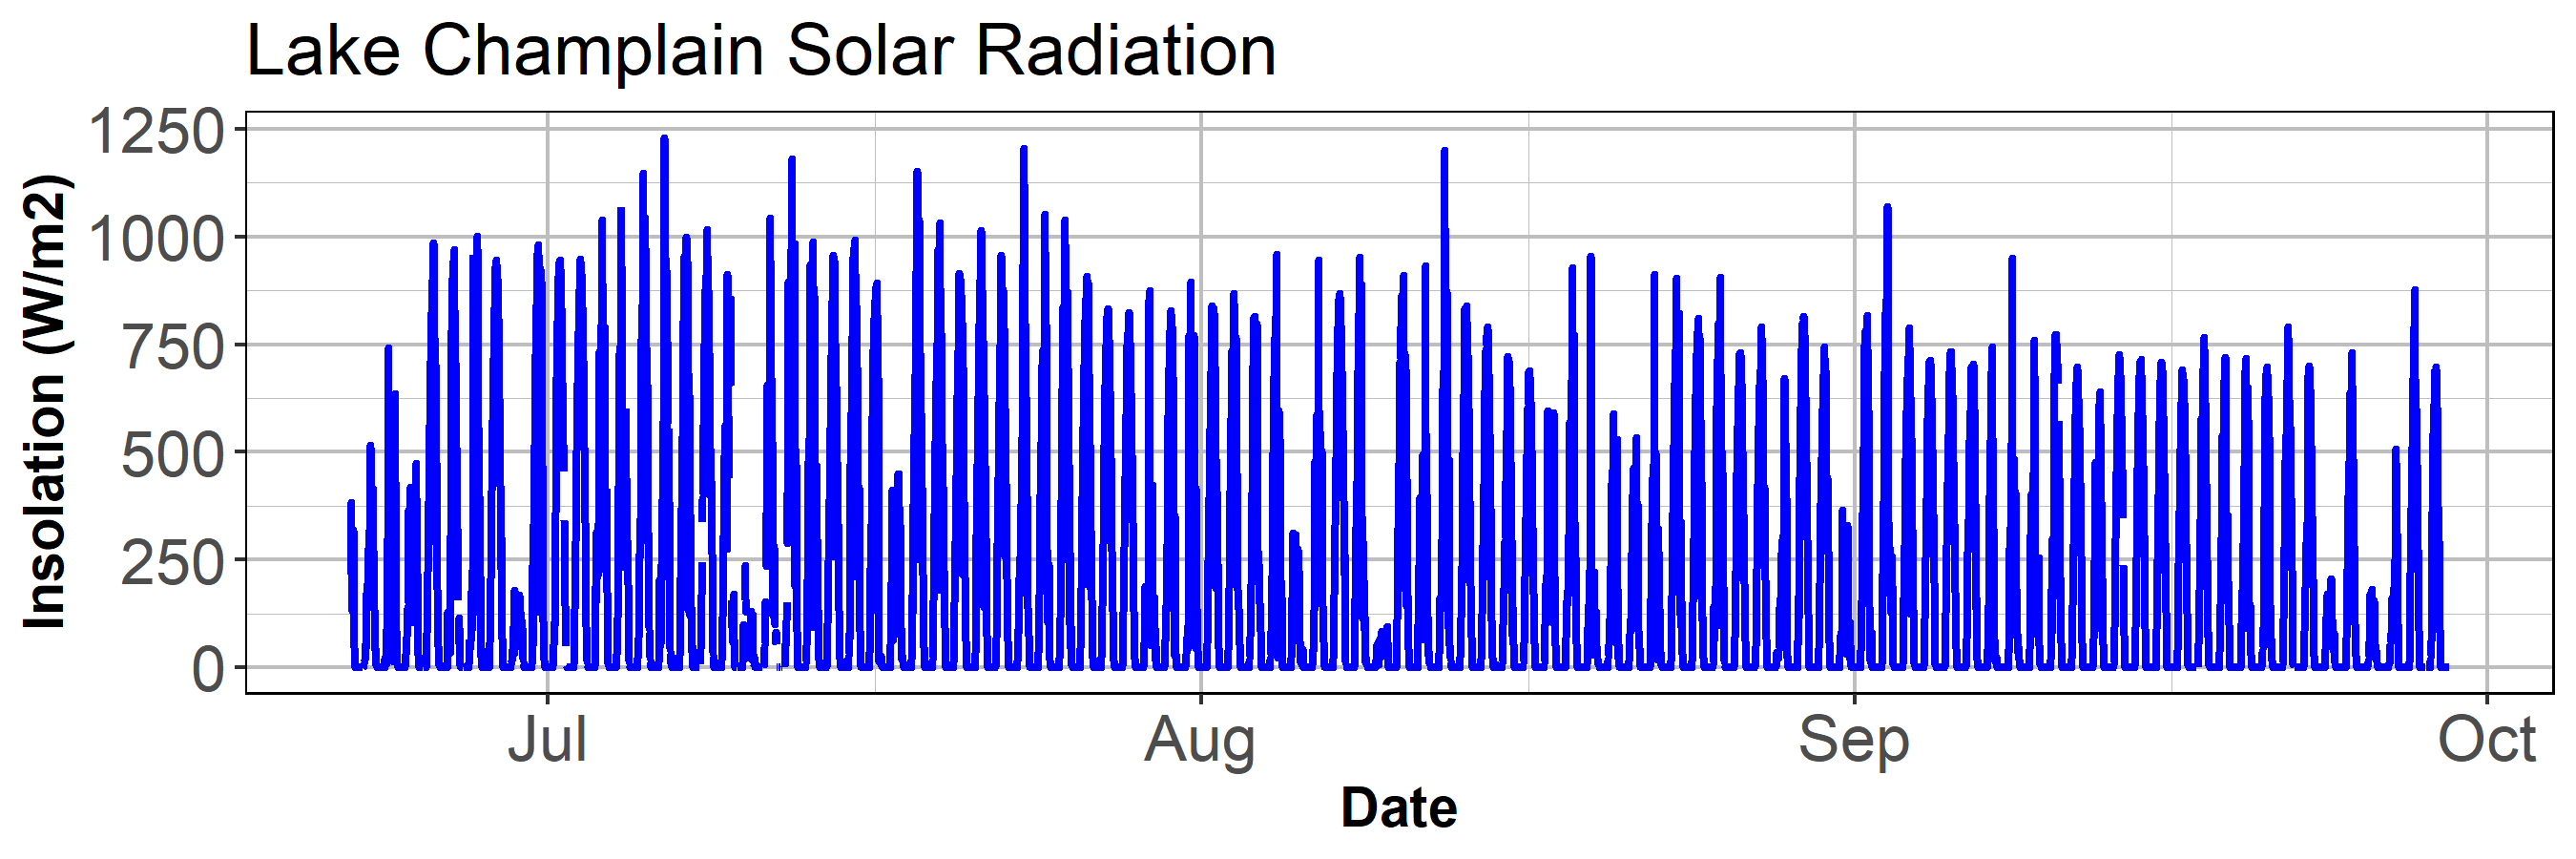 Lake Champlain Solar Radiation
1250
1000
750
500
250
0
Insolation (W/m2)
Jul Aug Sep Oct
Date